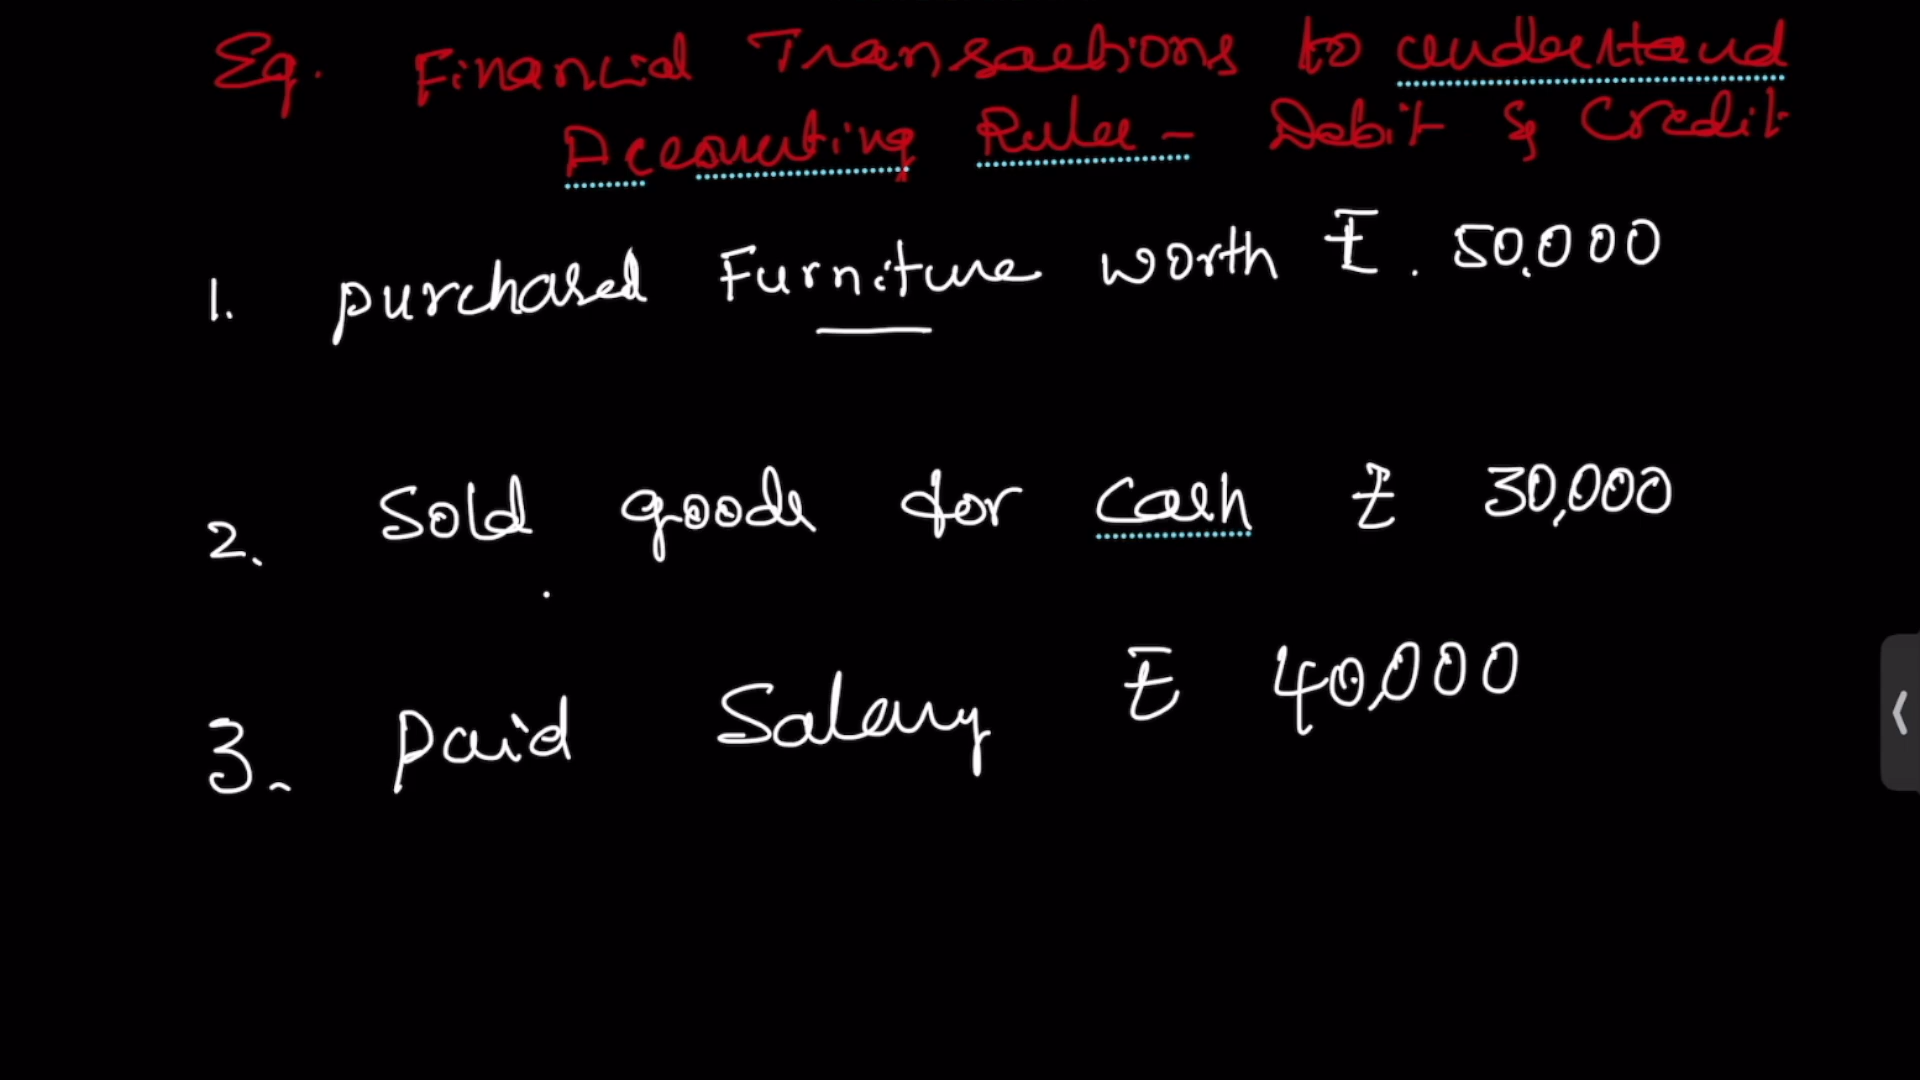 Eg. Financial Transactions to understand
Accounting Rules - Debit & Credit
1. purchased Furniture worth ₹. 50,000
2. Sold goods for cash ₹ 30,000
3. paid Salary ₹ 40,000